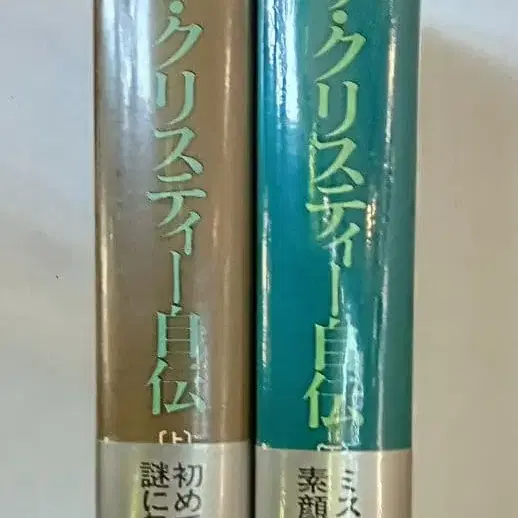 ・クリスティー自伝
[上]
初めて
謎に
・クリスティー自伝
ミス
素顔